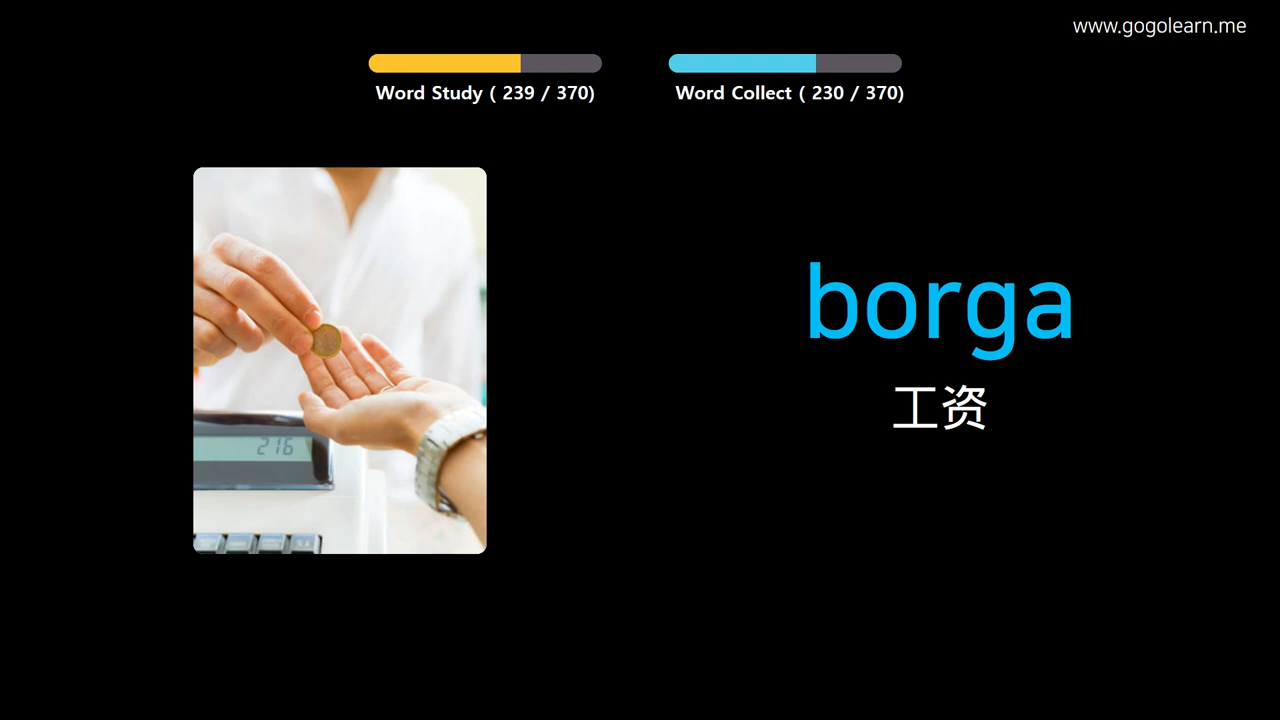 www.gogolearn.me
Word Study ( 239 / 370)
Word Collect ( 230 / 370)
borga
工资
216